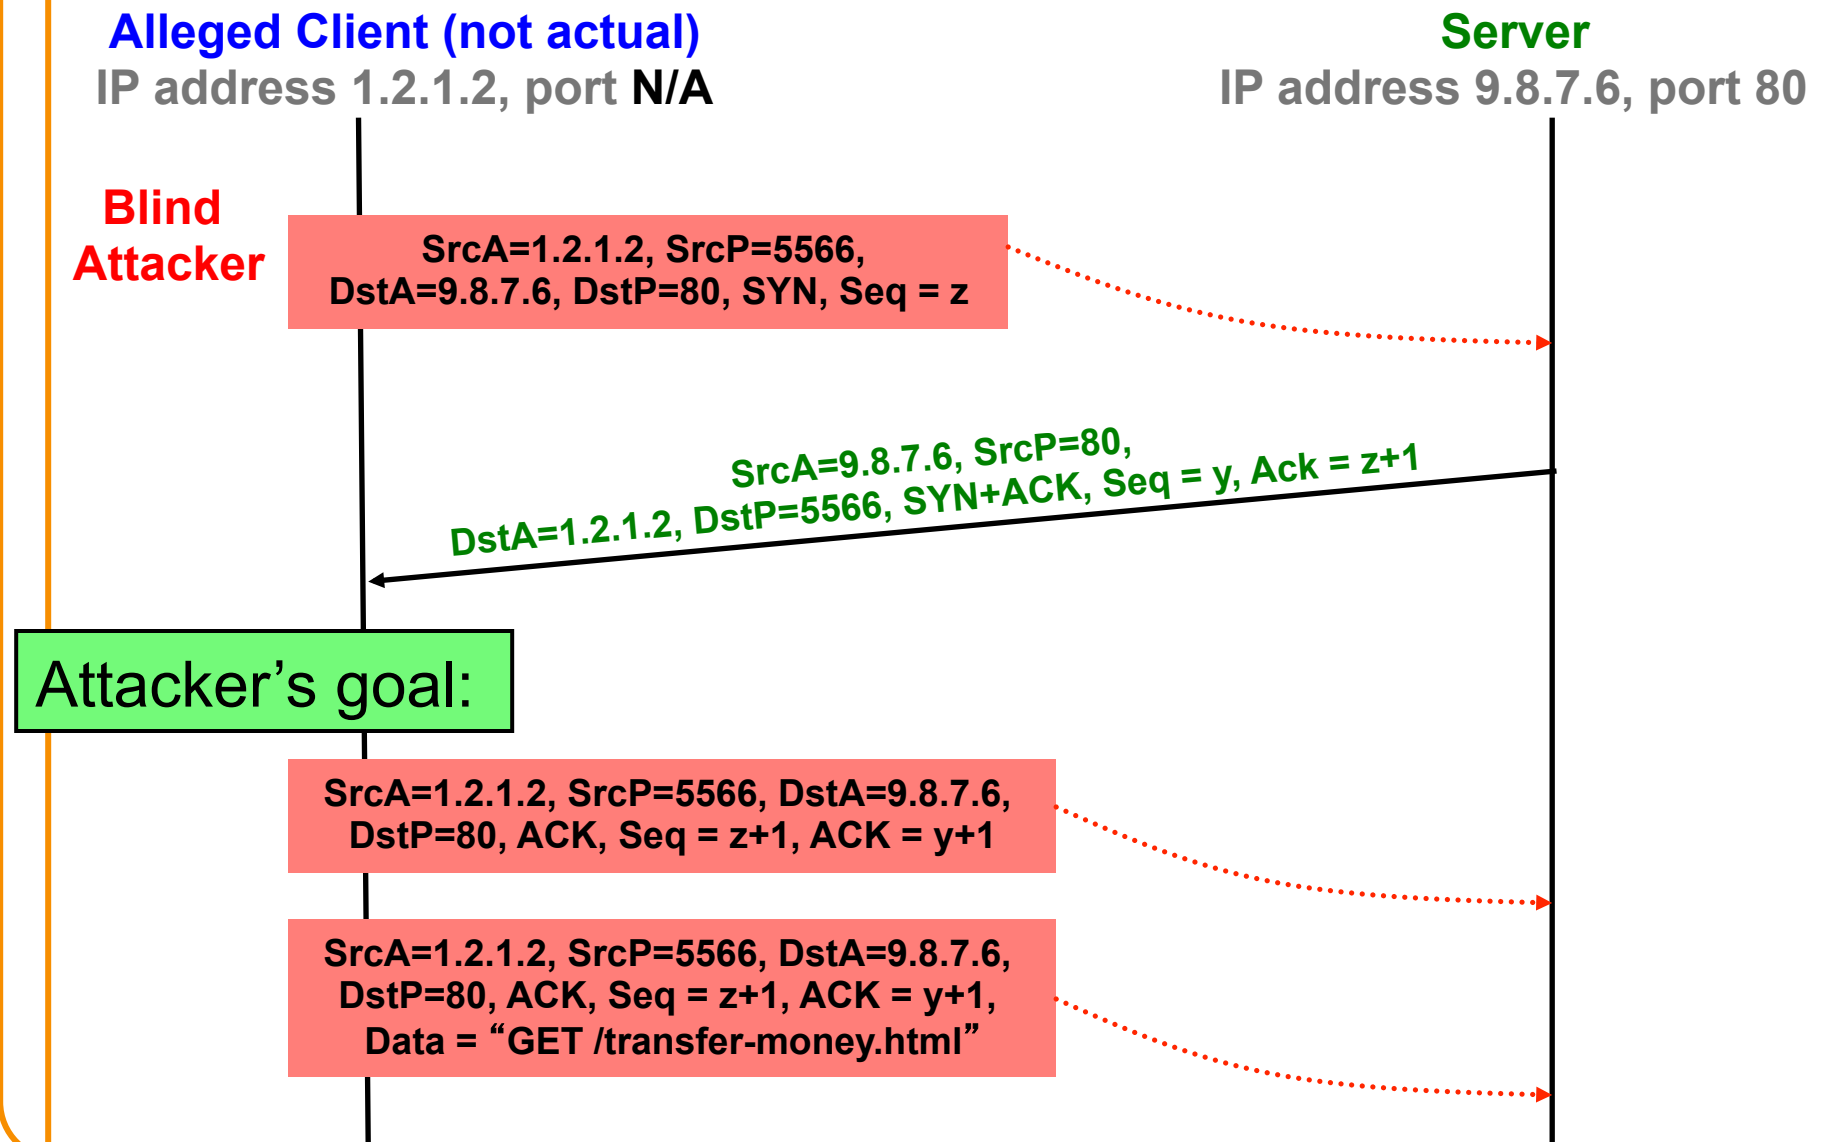 Alleged Client (not actual)
IP address 1.2.1.2, port N/A
Server
IP address 9.8.7.6, port 80
Blind
Attacker
SrcA=1.2.1.2, SrcP=5566,
DstA=9.8.7.6, DstP=80, SYN, Seq = z
SrcA=9.8.7.6, SrcP=80,
DstA=1.2.1.2, DstP=5566, SYN+ACK, Seq = y, Ack = z+1
Attacker’s goal:
SrcA=1.2.1.2, SrcP=5566, DstA=9.8.7.6,
DstP=80, ACK, Seq = z+1, ACK = y+1
SrcA=1.2.1.2, SrcP=5566, DstA=9.8.7.6,
DstP=80, ACK, Seq = z+1, ACK = y+1,
Data = “GET /transfer-money.html”